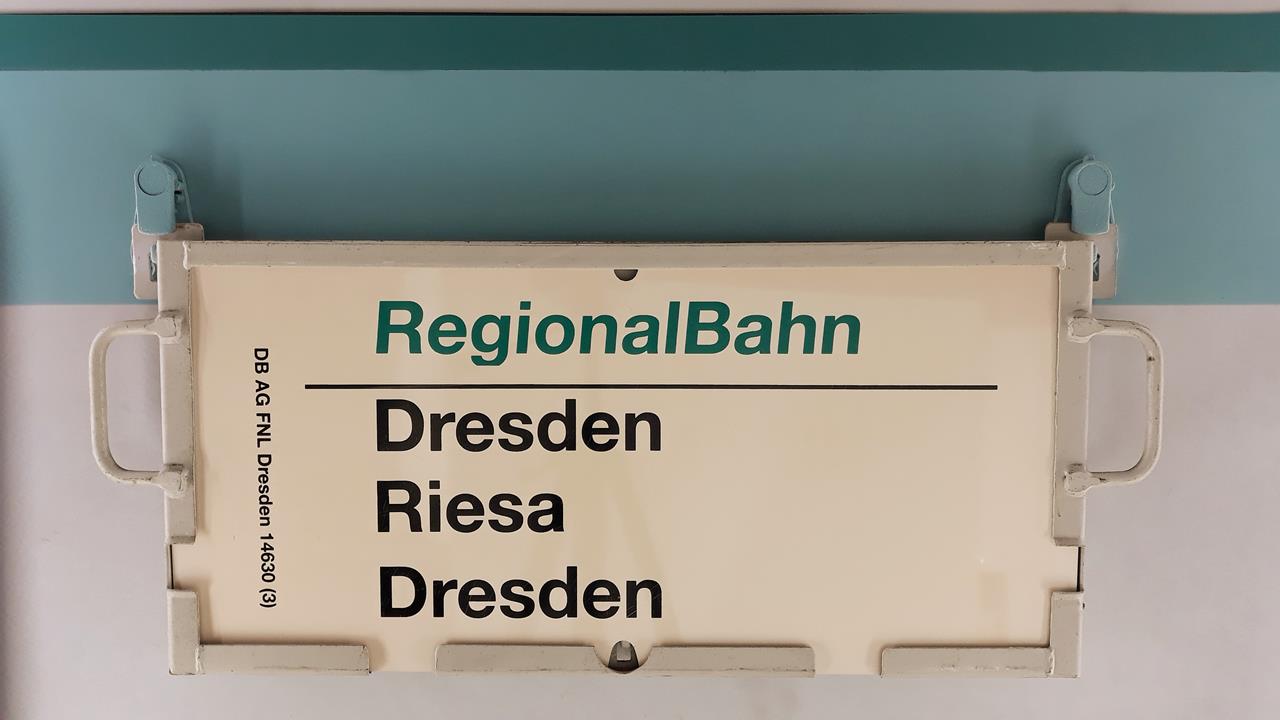 RegionalBahn
Dresden
Riesa
Dresden
DB AG FNL Dresden 14630 (3)